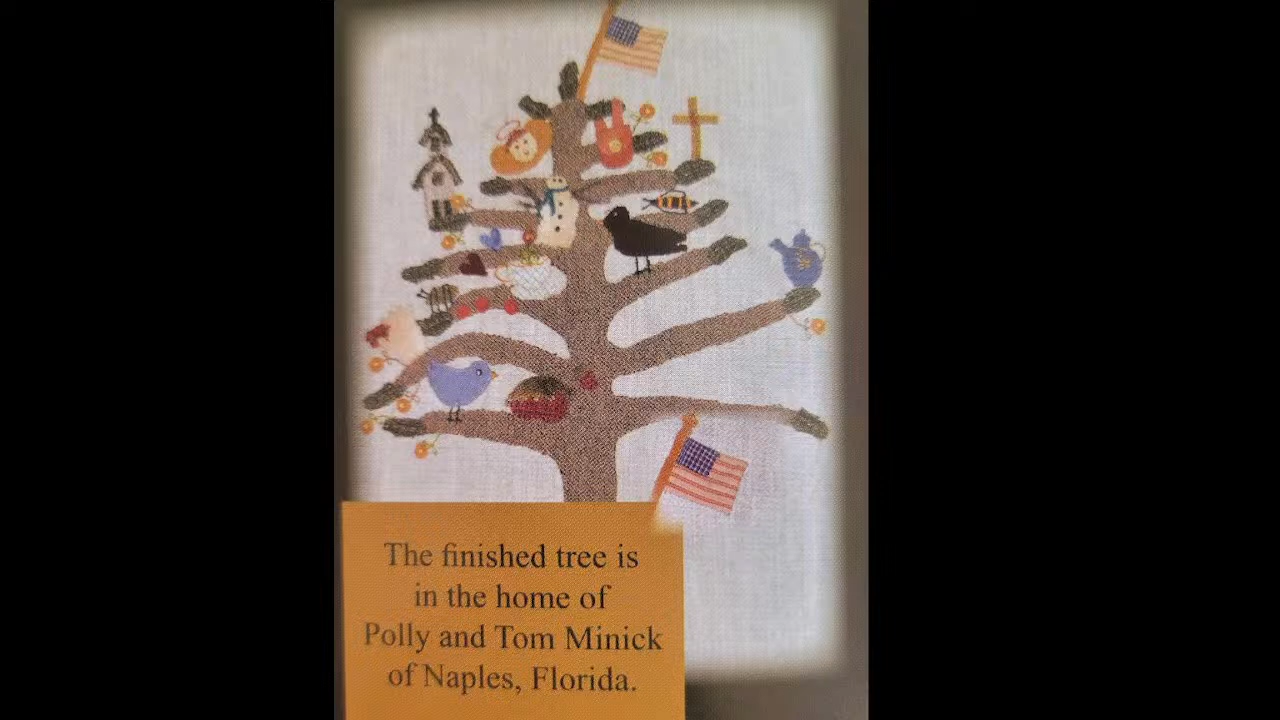 The finished tree is
in the home of
Polly and Tom Minick
of Naples, Florida.